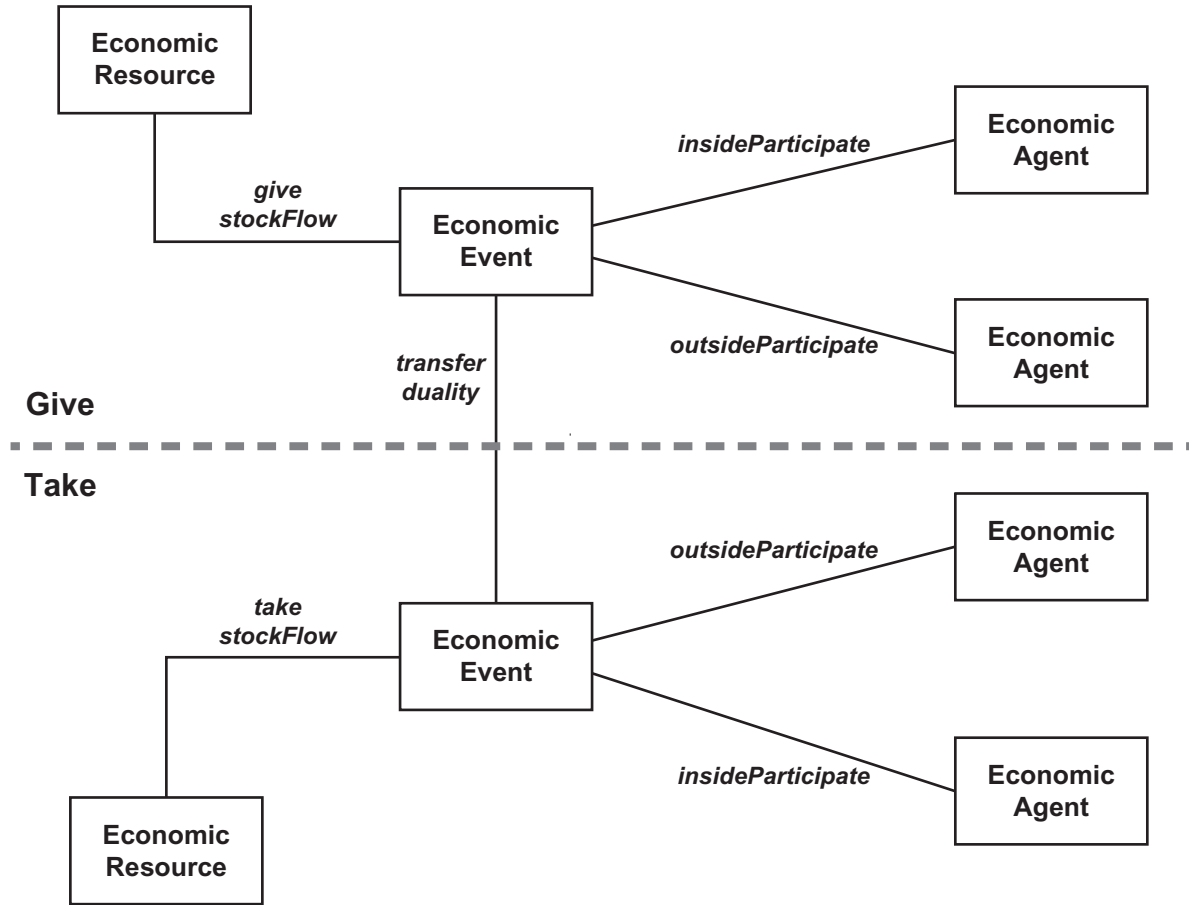 Economic
Resource
Economic
Agent
insideParticipate
give
stockFlow
Economic
Event
Economic
Agent
outsideParticipate
transfer
duality
Give
Take
Economic
Agent
outsideParticipate
take
stockFlow
Economic
Event
Economic
Agent
insideParticipate
Economic
Resource